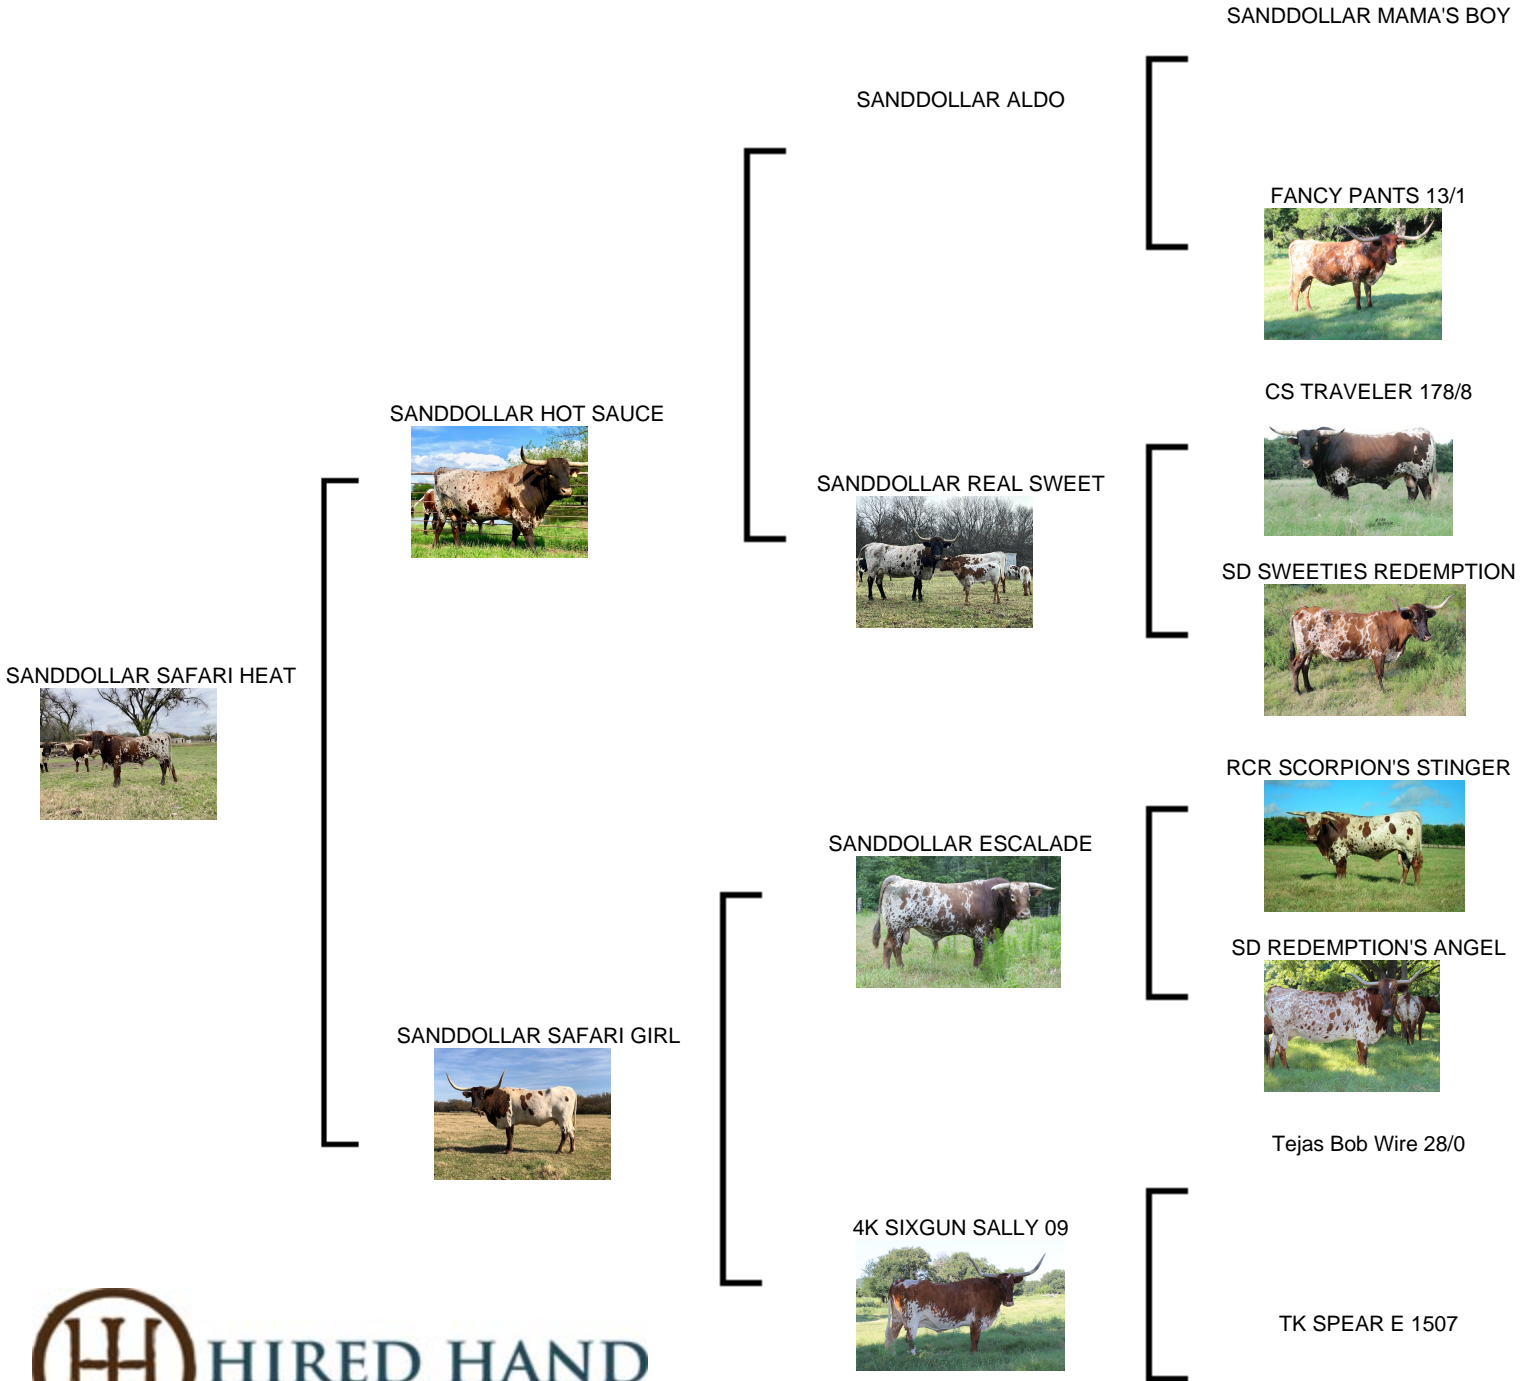 SANDDOLLAR MAMA'S BOY
SANDDOLLAR ALDO
FANCY PANTS 13/1
CS TRAVELER 178/8
SANDDOLLAR HOT SAUCE
SANDDOLLAR REAL SWEET
SD SWEETIES REDEMPTION
SANDDOLLAR SAFARI HEAT
RCR SCORPION'S STINGER
SANDDOLLAR ESCALADE
SD REDEMPTION'S ANGEL
SANDDOLLAR SAFARI GIRL
Tejas Bob Wire 28/0
4K SIXGUN SALLY 09
TK SPEAR E 1507
HIRED HAND